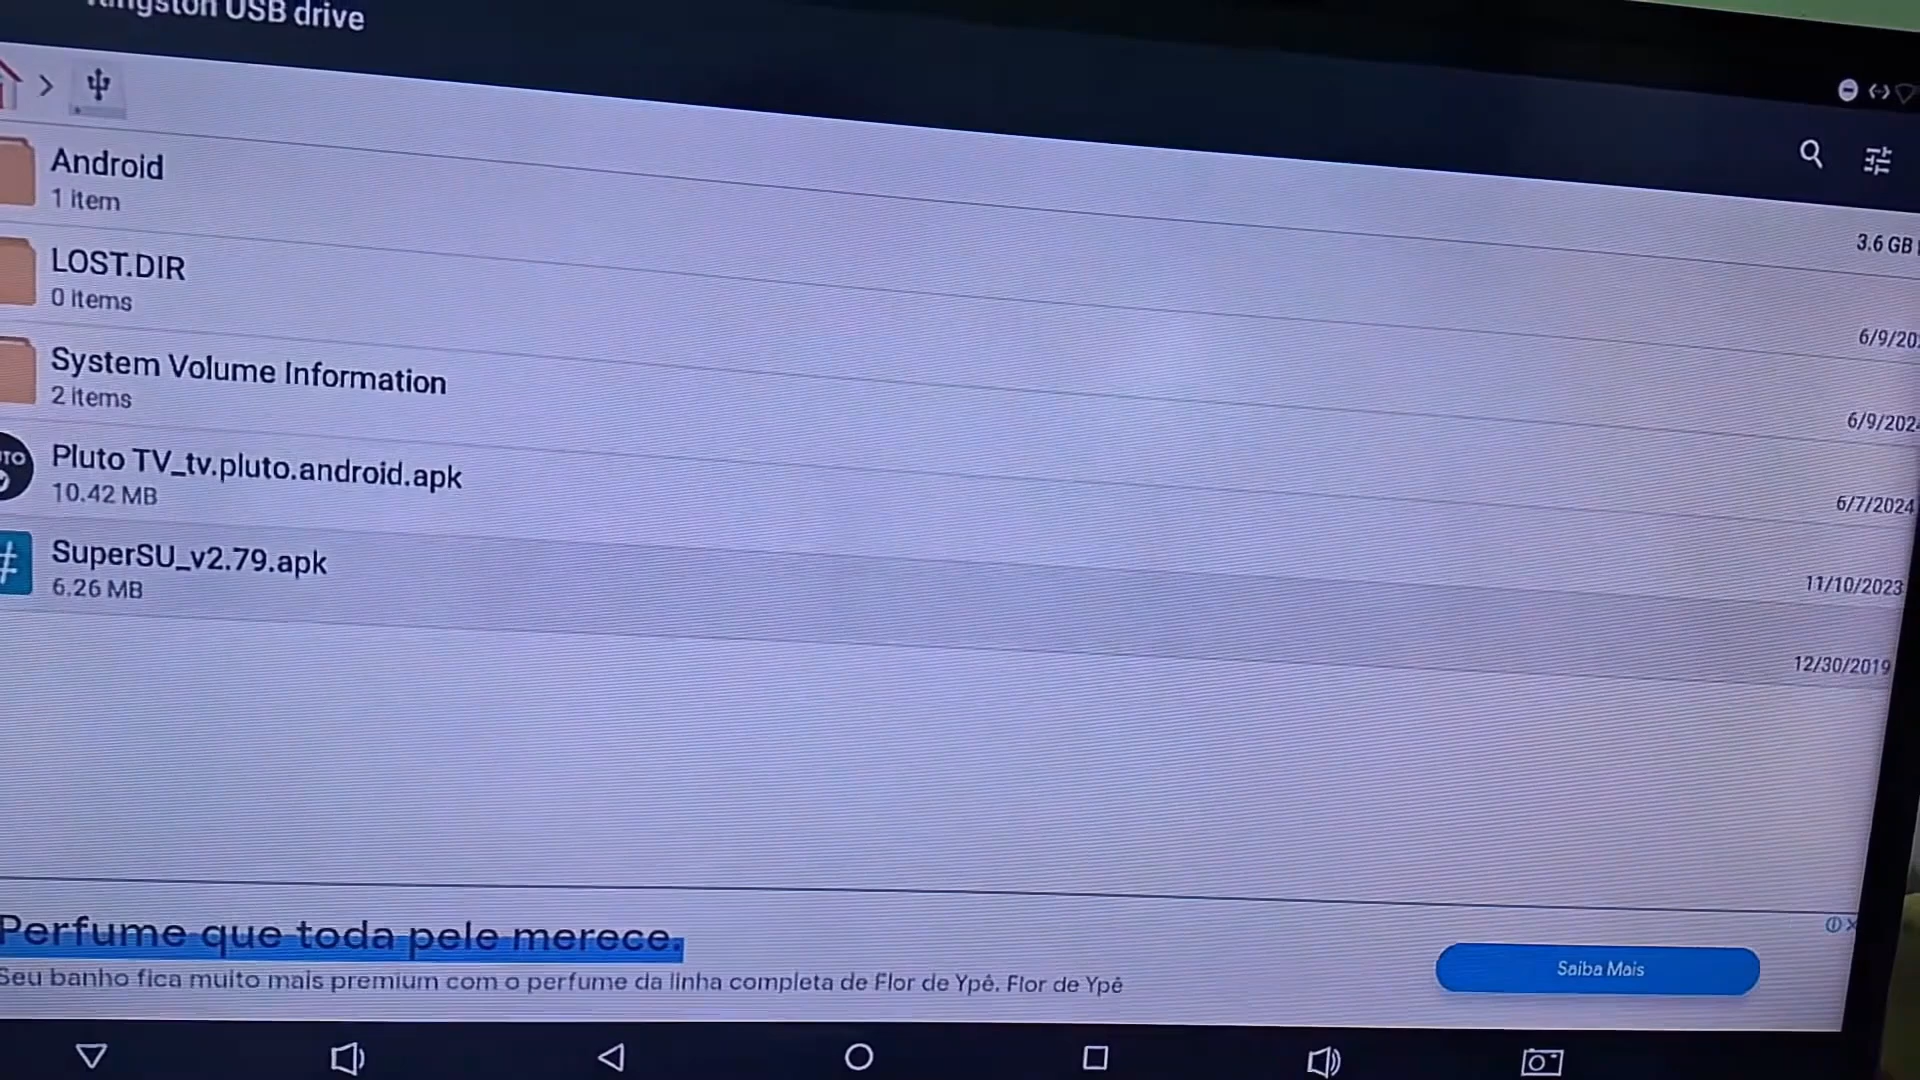 USB drive
3.6 GB
Android
1 item
6/9/20
LOST.DIR
0 items
6/9/202
System Volume Information
2 items
6/7/2024
Pluto TV_tv.pluto.android.apk
10.42 MB
11/10/2023
#
SuperSU_v2.79.apk
6.26 MB
12/30/2019
Perfume que toda pele merece.
Seu banho fica muito mais premium com o perfume da linha completa de Flor de Ypê. Flor de Ypê
Saiba Mais